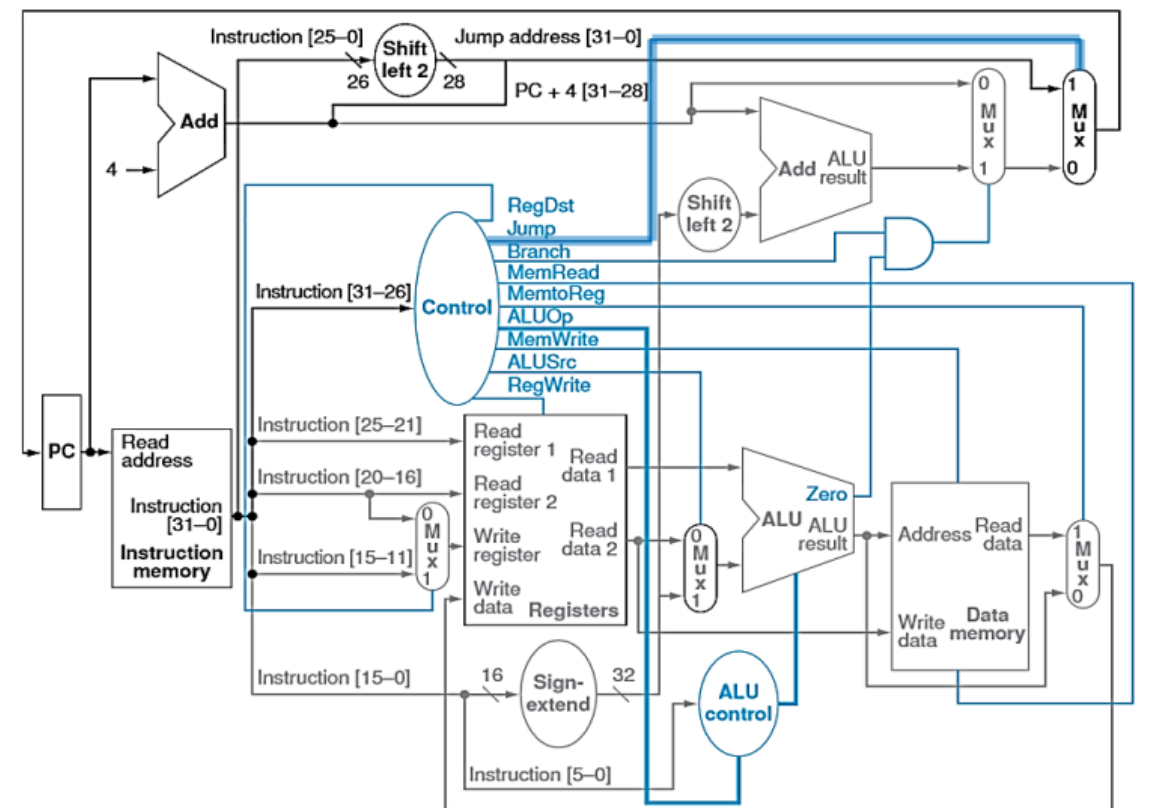 Instruction [25–0]
Shift
left 2
Jump address [31–0]
26
28
PC + 4 [31–28]
Add
4
0
Mux
1
1
Mux
0
Add
ALU
result
Shift
left 2
RegDst
Jump
Branch
MemRead
MemtoReg
ALUOp
MemWrite
ALUSrc
RegWrite
Instruction [31–26]
Control
PC
Read
address
Instruction
[31–0]
Instruction
memory
Instruction [25–21]
Instruction [20–16]
Instruction [15–11]
0
Mux
1
Read
register 1
Read
register 2
Write
register
Write
data
Read
data 1
Read
data 2
Registers
0
Mux
1
Zero
ALU
ALU
result
Address
Read
data
Write
data
Data
memory
1
Mux
0
Instruction [15–0]
16
Sign-
extend
32
ALU
control
Instruction [5–0]